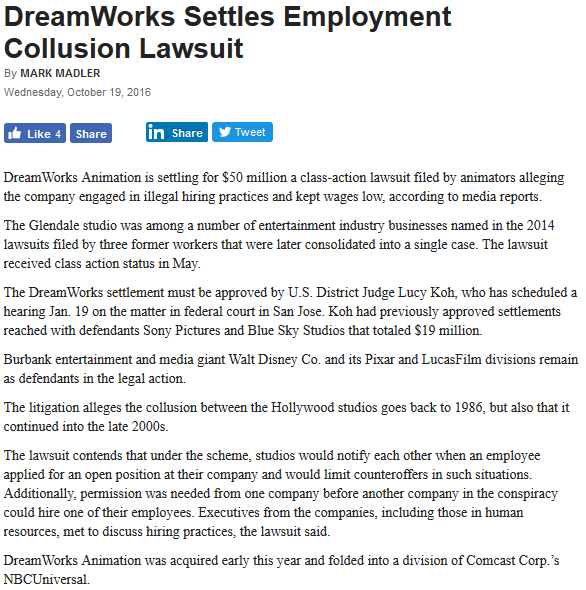 DreamWorks Settles Employment
Collusion Lawsuit
By MARK MADLER
Wednesday, October 19, 2016
Like 4 Share in Share Tweet
DreamWorks Animation is settling for $50 million a class-action lawsuit filed by animators alleging
the company engaged in illegal hiring practices and kept wages low, according to media reports.
The Glendale studio was among a number of entertainment industry businesses named in the 2014
lawsuits filed by three former workers that were later consolidated into a single case. The lawsuit
received class action status in May.
The DreamWorks settlement must be approved by U.S. District Judge Lucy Koh, who has scheduled a
hearing Jan. 19 on the matter in federal court in San Jose. Koh had previously approved settlements
reached with defendants Sony Pictures and Blue Sky Studios that totaled $19 million.
Burbank entertainment and media giant Walt Disney Co. and its Pixar and LucasFilm divisions remain
as defendants in the legal action.
The litigation alleges the collusion between the Hollywood studios goes back to 1986, but also that it
continued into the late 2000s.
The lawsuit contends that under the scheme, studios would notify each other when an employee
applied for an open position at their company and would limit counteroffers in such situations.
Additionally, permission was needed from one company before another company in the conspiracy
could hire one of their employees. Executives from the companies, including those in human
resources, met to discuss hiring practices, the lawsuit said.
DreamWorks Animation was acquired early this year and folded into a division of Comcast Corp.’s
NBCUniversal.